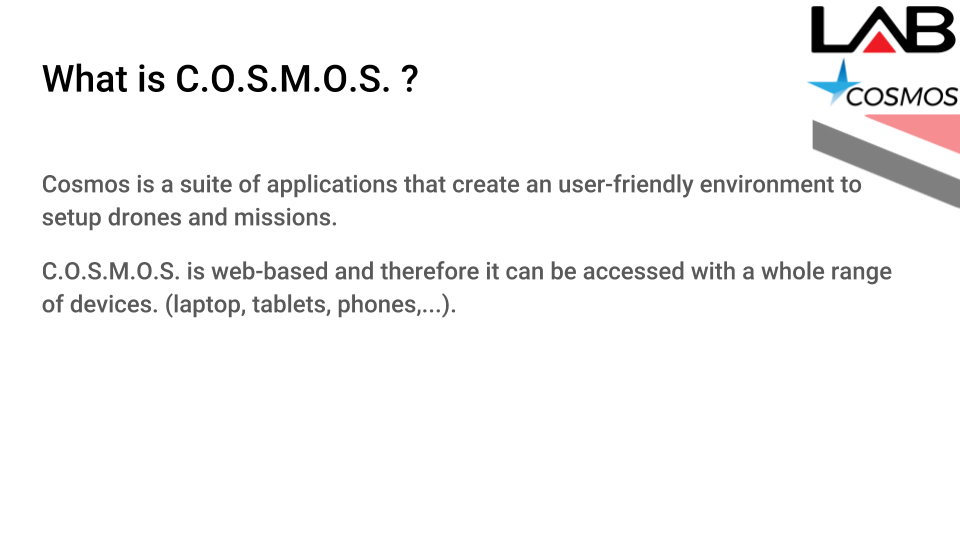 LAB
COSMOS
What is C.O.S.M.O.S. ?
Cosmos is a suite of applications that create an user-friendly environment to
setup drones and missions.
C.O.S.M.O.S. is web-based and therefore it can be accessed with a whole range
of devices. (laptop, tablets, phones,...).